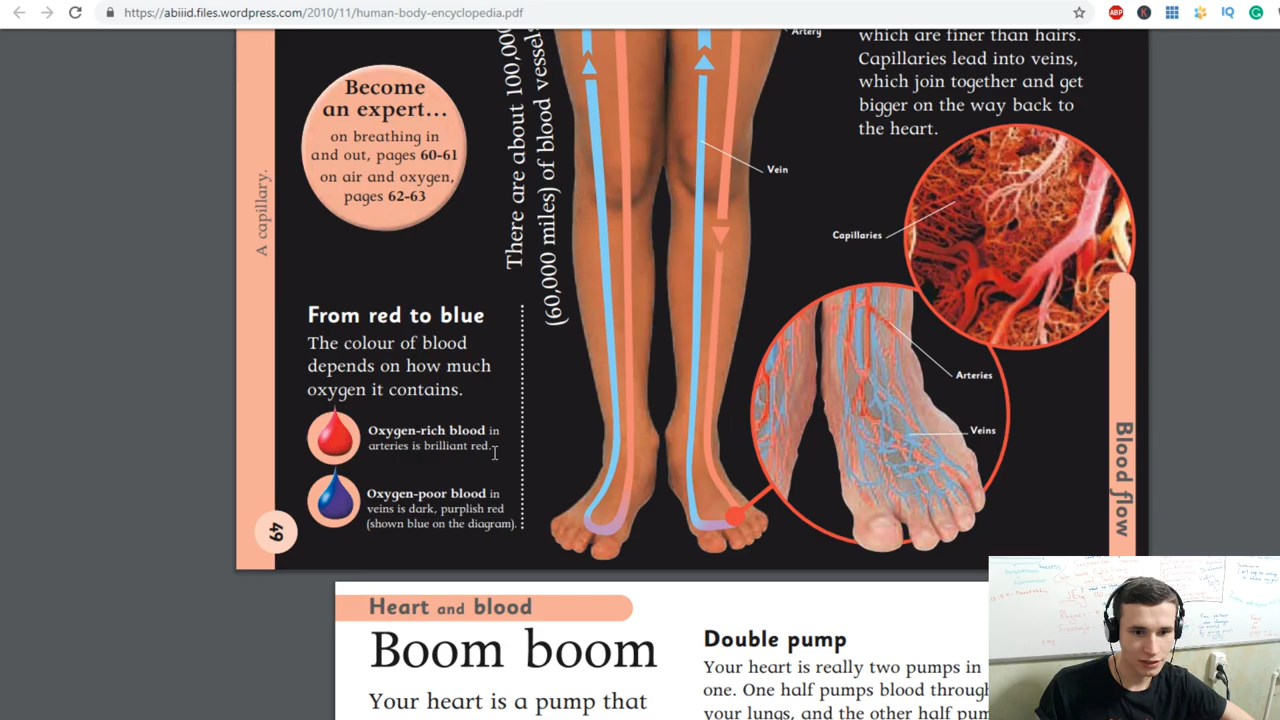 https://abiiid.files.wordpress.com/2010/11/human-body-encyclopedia.pdf
ABP
K
IQ
G
Artery
which are finer than hairs.
Capillaries lead into veins,
which join together and get
bigger on the way back to
the heart.
Become
an expert...
on breathing in
and out, pages 60-61
on air and oxygen,
pages 62-63
There are about 100,000
(60,000 miles) of blood vessels
A capillary.
Vein
Capillaries
From red to blue
The colour of blood
depends on how much
oxygen it contains.
Oxygen-rich blood in
arteries is brilliant red.
Oxygen-poor blood in
veins is dark, purplish red
(shown blue on the diagram).
Arteries
Veins
Blood flow
49
Heart and blood
Boom boom
Your heart is a pump that
Double pump
Your heart is really two pumps in
one. One half pumps blood through
your lungs, and the other half pum